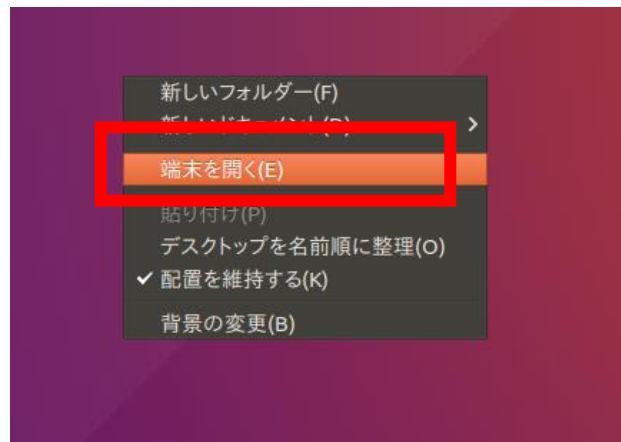 新しいフォルダー(F)
端末を開く(E)
貼り付け(P)
デスクトップを名前順に整理(O)
配置を維持する(K)
背景の変更(B)